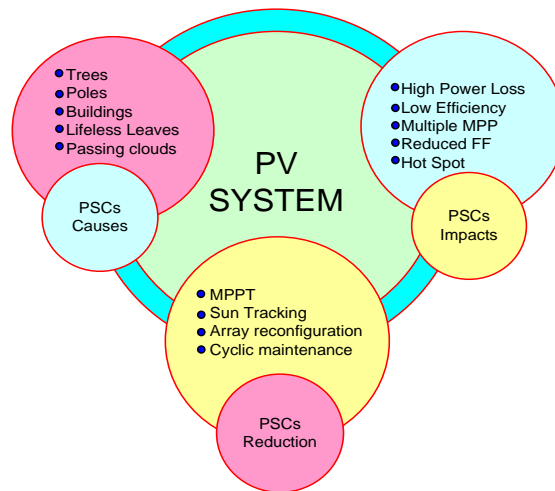 Trees
Poles
Buildings
Lifeless Leaves
Passing clouds
PSCs
Causes
PV
SYSTEM
High Power Loss
Low Efficiency
Multiple MPP
Reduced FF
Hot Spot
PSCs
Impacts
MPPT
Sun Tracking
Array reconfiguration
Cyclic maintenance
PSCs
Reduction